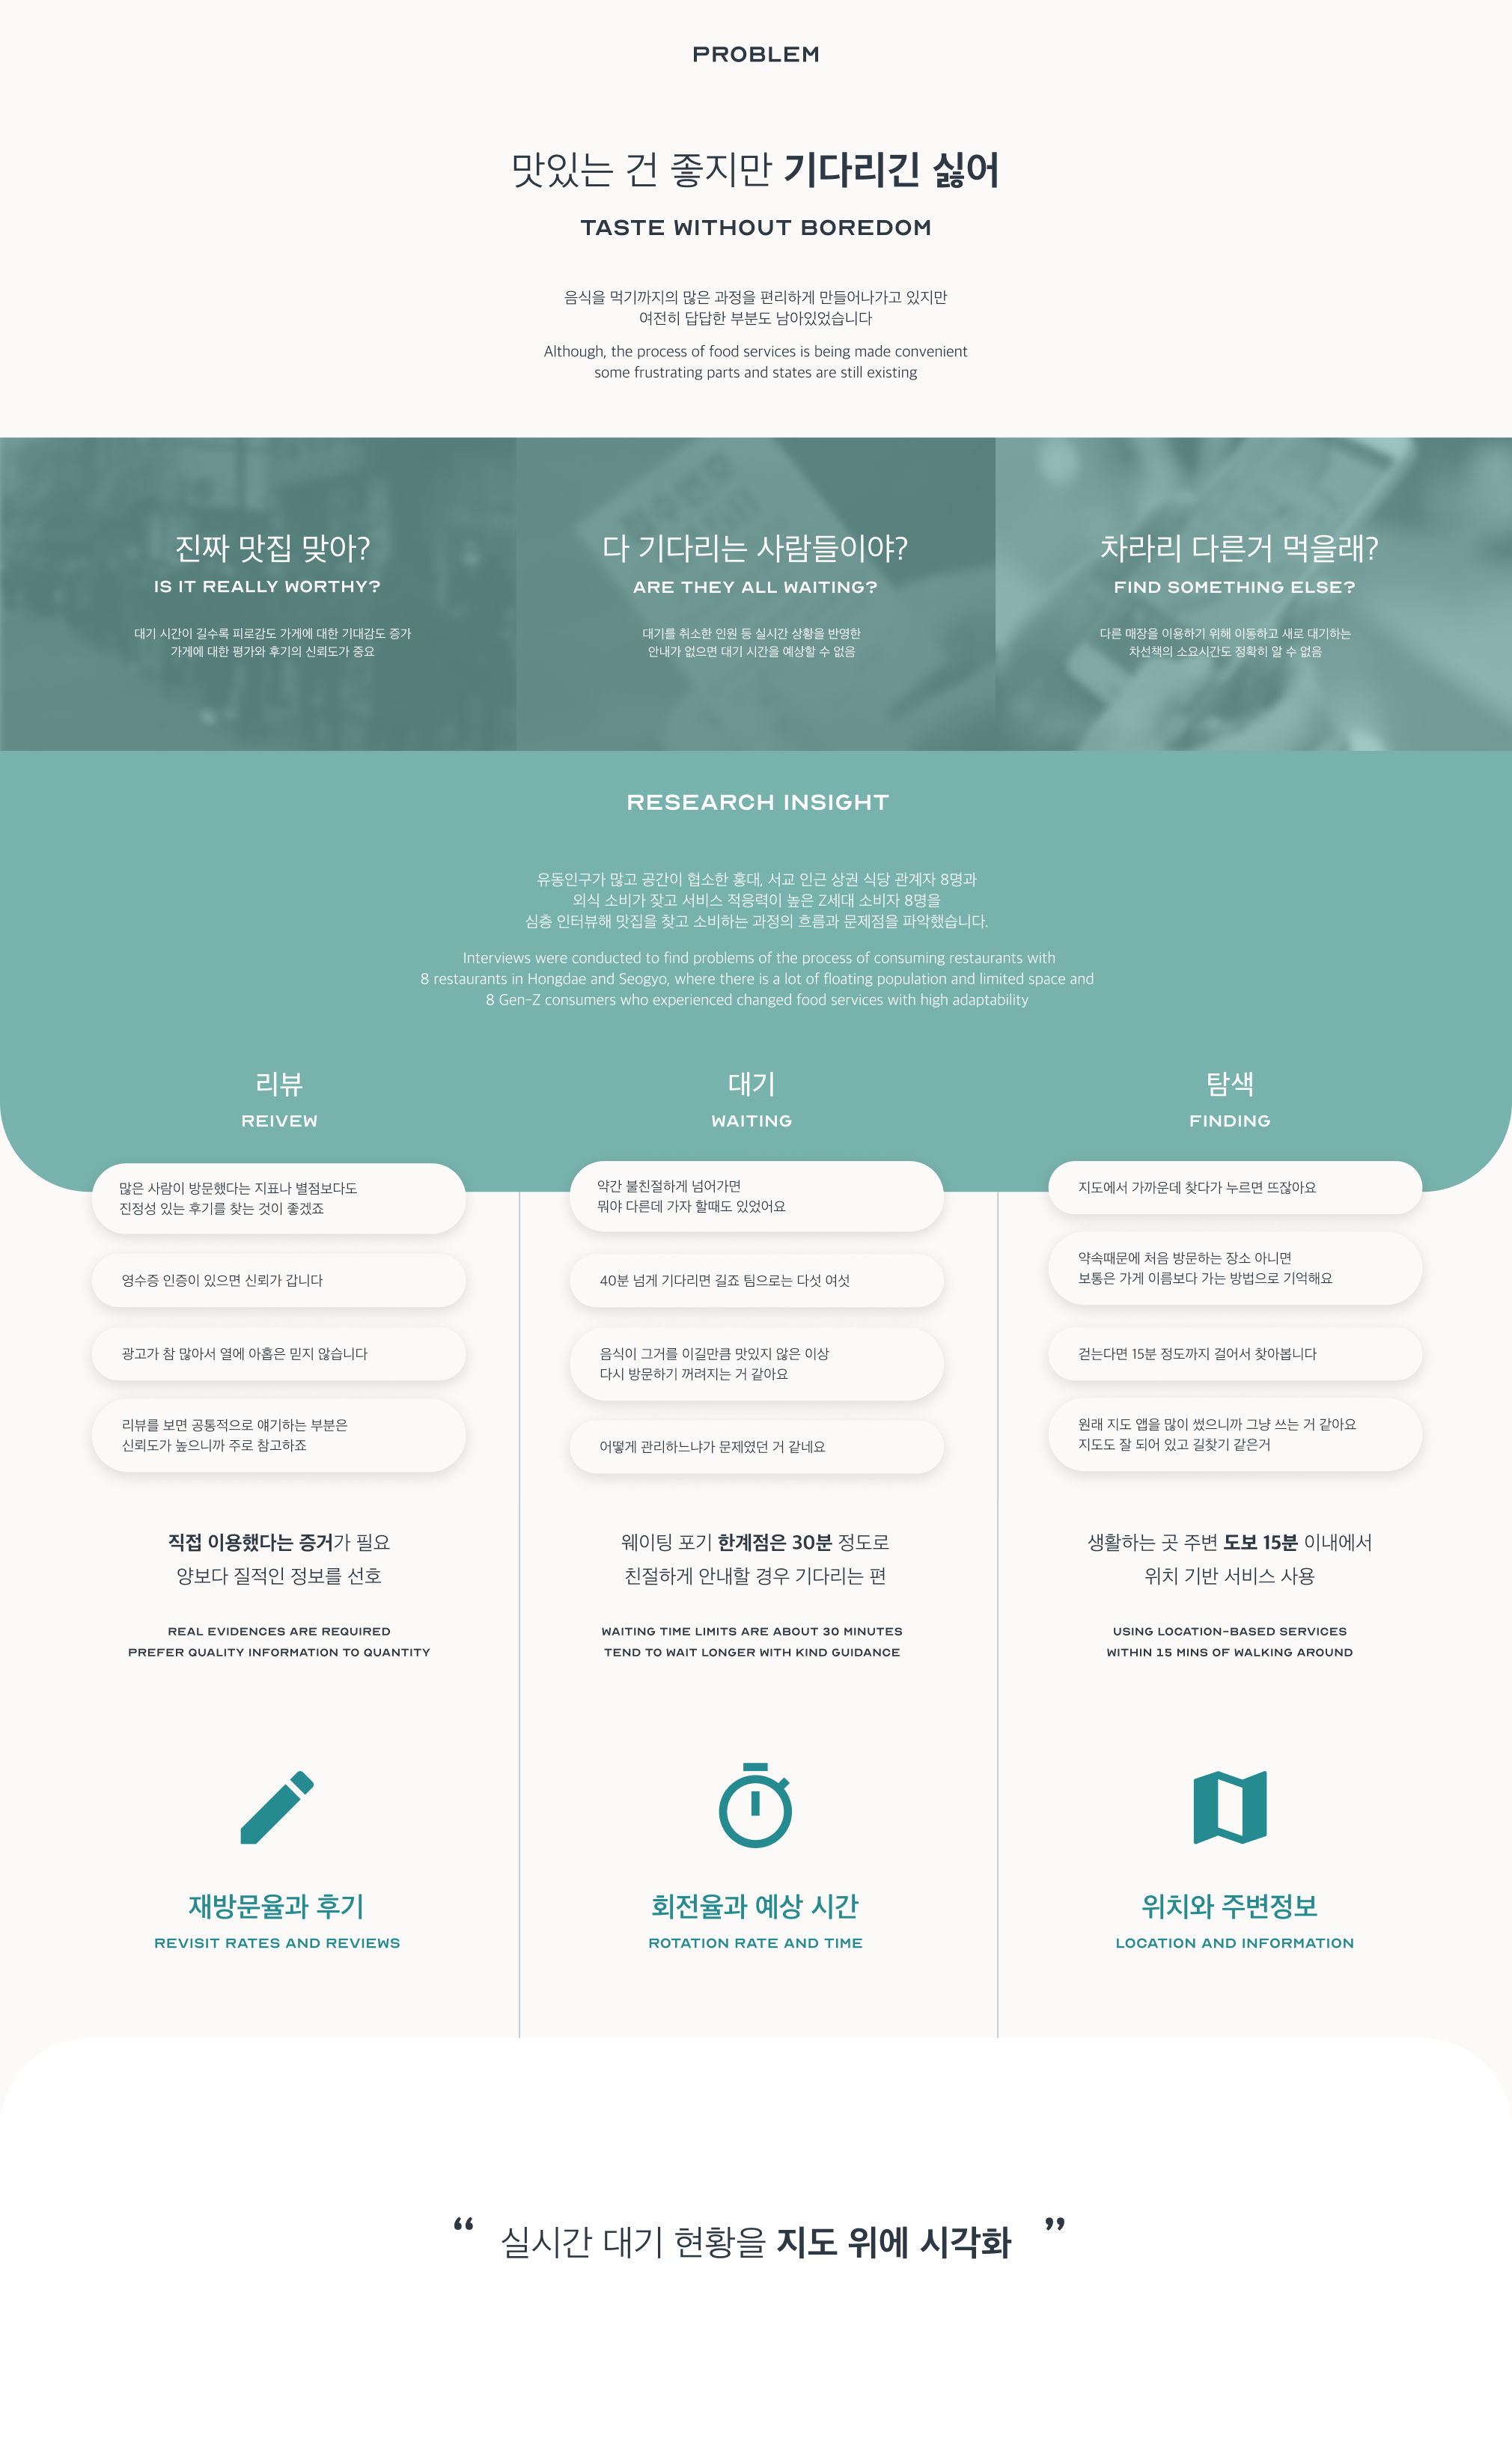 PROBLEM
맛있는 건 좋지만 기다리긴 싫어
TASTE WITHOUT BOREDOM
음식을 먹기까지의 많은 과정을 편리하게 만들어나가고 있지만
여전히 답답한 부분도 남아있었습니다
Although, the process of food services is being made convenient
some frustrating parts and states are still existing
진짜 맛집 맞아?
IS IT REALLY WORTHY?
대기 시간이 길수록 피로감도 가게에 대한 기대감도 증가
가게에 대한 평가와 후기의 신뢰도가 중요
다 기다리는 사람들이야?
ARE THEY ALL WAITING?
대기를 취소한 인원 등 실시간 상황을 반영한
안내가 없으면 대기 시간을 예상할 수 없음
차라리 다른거 먹을래?
FIND SOMETHING ELSE?
다른 매장을 이용하기 위해 이동하고 새로 대기하는
차선책의 소요시간도 정확히 알 수 없음
RESEARCH INSIGHT
유동인구가 많고 공간이 협소한 홍대, 서교 인근 상권 식당 관계자 8명과
외식 소비가 잦고 서비스 적응력이 높은 Z세대 소비자 8명을
심층 인터뷰해 맛집을 찾고 소비하는 과정의 흐름과 문제점을 파악했습니다.
Interviews were conducted to find problems of the process of consuming restaurants with
8 restaurants in Hongdae and Seogyo, where there is a lot of floating population and limited space and
8 Gen-Z consumers who experienced changed food services with high adaptability
리뷰
REIVEW
많은 사람이 방문했다는 지표나 별점보다도
진정성 있는 후기를 찾는 것이 좋겠죠
영수증 인증이 있으면 신뢰가 갑니다
광고가 참 많아서 열에 아홉은 믿지 않습니다
리뷰를 보면 공통적으로 얘기하는 부분은
신뢰도가 높으니까 주로 참고하죠
직접 이용했다는 증거가 필요
양보다 질적인 정보를 선호
REAL EVIDENCES ARE REQUIRED
PREFER QUALITY INFORMATION TO QUANTITY
재방문율과 후기
REVISIT RATES AND REVIEWS
대기
WAITING
약간 불친절하게 넘어가면
뭐야 다른데 가자 할때도 있었어요
40분 넘게 기다리면 길죠 팀으로는 다섯 여섯
음식이 그거를 이길만큼 맛있지 않은 이상
다시 방문하기 꺼려지는 거 같아요
어떻게 관리하느냐가 문제였던 거 같네요
웨이팅 포기 한계점은 30분 정도로
친절하게 안내할 경우 기다리는 편
WAITING TIME LIMITS ARE ABOUT 30 MINUTES
TEND TO WAIT LONGER WITH KIND GUIDANCE
회전율과 예상 시간
ROTATION RATE AND TIME
탐색
FINDING
지도에서 가까운데 찾다가 누르면 뜨잖아요
약속때문에 처음 방문하는 장소 아니면
보통은 가게 이름보다 가는 방법으로 기억해요
걷는다면 15분 정도까지 걸어서 찾아봅니다
원래 지도 앱을 많이 썼으니까 그냥 쓰는 거 같아요
지도도 잘 되어 있고 길찾기 같은거
생활하는 곳 주변 도보 15분 이내에서
위치 기반 서비스 사용
USING LOCATION-BASED SERVICES
WITHIN 15 MINS OF WALKING AROUND
위치와 주변정보
LOCATION AND INFORMATION
“ 실시간 대기 현황을 지도 위에 시각화 ”